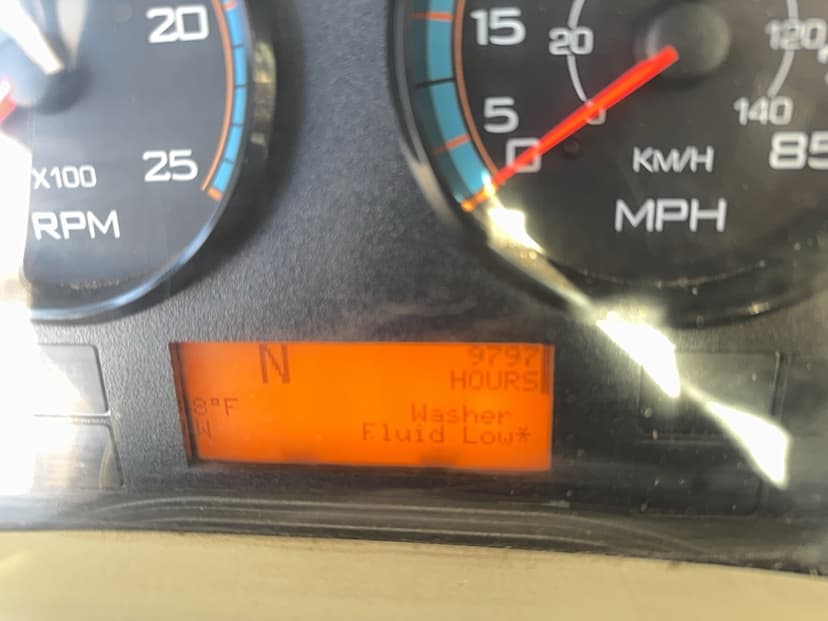 20
25
X100
RPM
15
5
0
20
0
120
140
KM/H
85
MPH
N
9797
HOURS
8°F
W
Washer
Fluid Low*